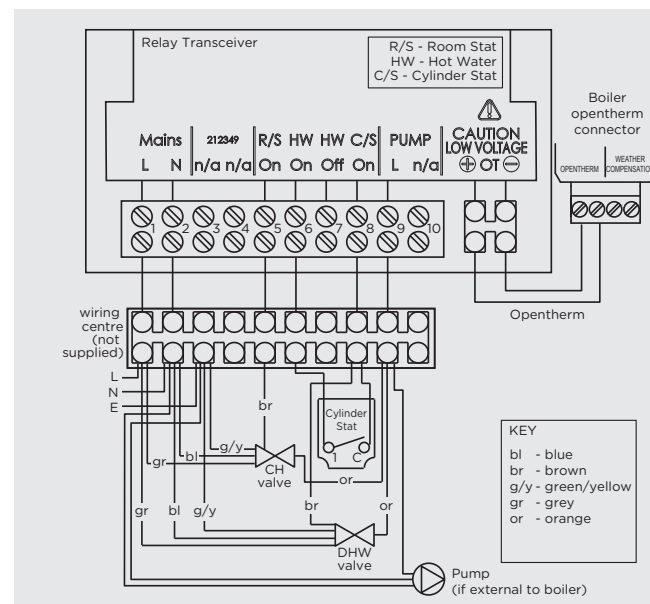 Relay Transceiver
R/S - Room Stat
HW - Hot Water
C/S - Cylinder Stat
Boiler
opentherm
connector
OPENTHERM
WEATHER
COMPENSATIO
Mains 212349 R/S HW HW C/S PUMP
L N n/a n/a On On Off On L n/a
CAUTION
LOW VOLTAGE
+ OT -
1 2 3 4 5 6 7 8 9 10
Opentherm
wiring
centre
(not
supplied)
L
N
E
br
Cylinder
Stat
1 C
g/y
bl
gr
CH
valve
or
gr bl g/y br or
DHW
valve
Pump
(if external to boiler)
KEY
bl - blue
br - brown
g/y - green/yellow
gr - grey
or - orange